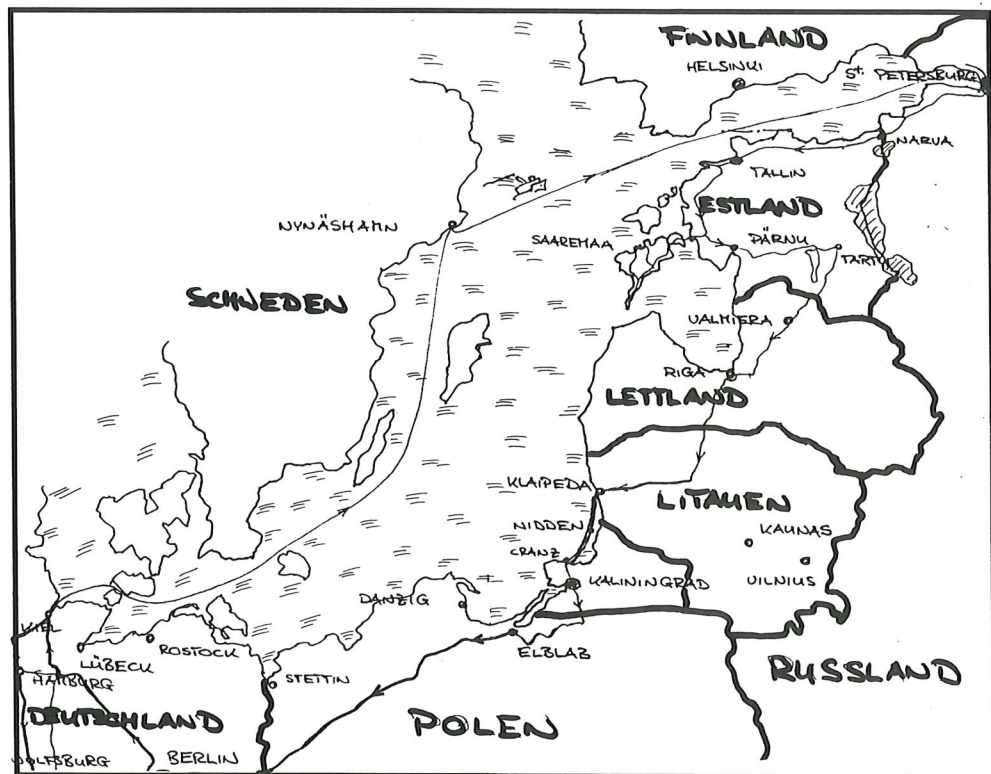 FINNLAND
HELSINKI
St. PETERSBURG
NARVA
TALLIN
ESTLAND
NYNÄSHAMN
SAAREMAA
PÄRNU
TARTU
SCHWEDEN
VALMIERA
RIGA
LETTLAND
KLAIPEDA
LITAUEN
NIDDEN
KAUNAS
CRANZ
KALININGRAD
VILNIUS
DANZIG
KIEL
ROSTOCK
ELBLAB
LÜBECK
RUSSLAND
HAMBURG
STETTIN
DEUTSCHLAND
POLEN
WOLFSBURG
BERLIN